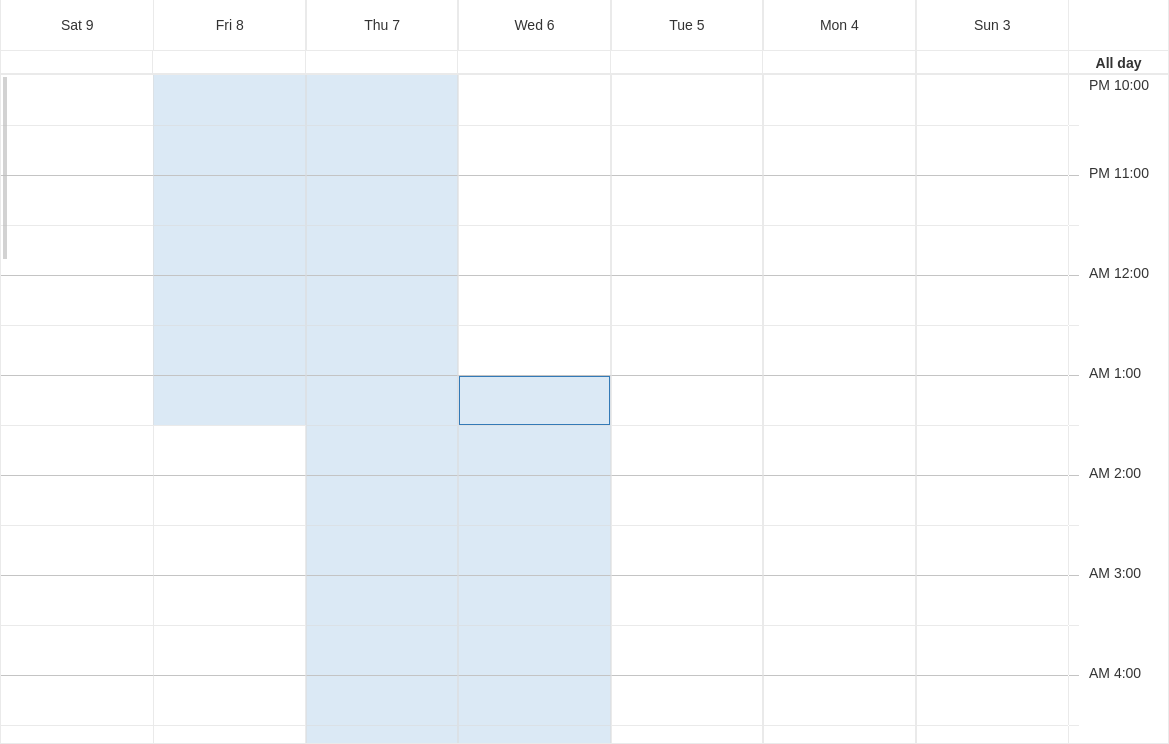 Sat 9 Fri 8 Thu 7 Wed 6 Tue 5 Mon 4 Sun 3
All day
PM 10:00
PM 11:00
AM 12:00
AM 1:00
AM 2:00
AM 3:00
AM 4:00